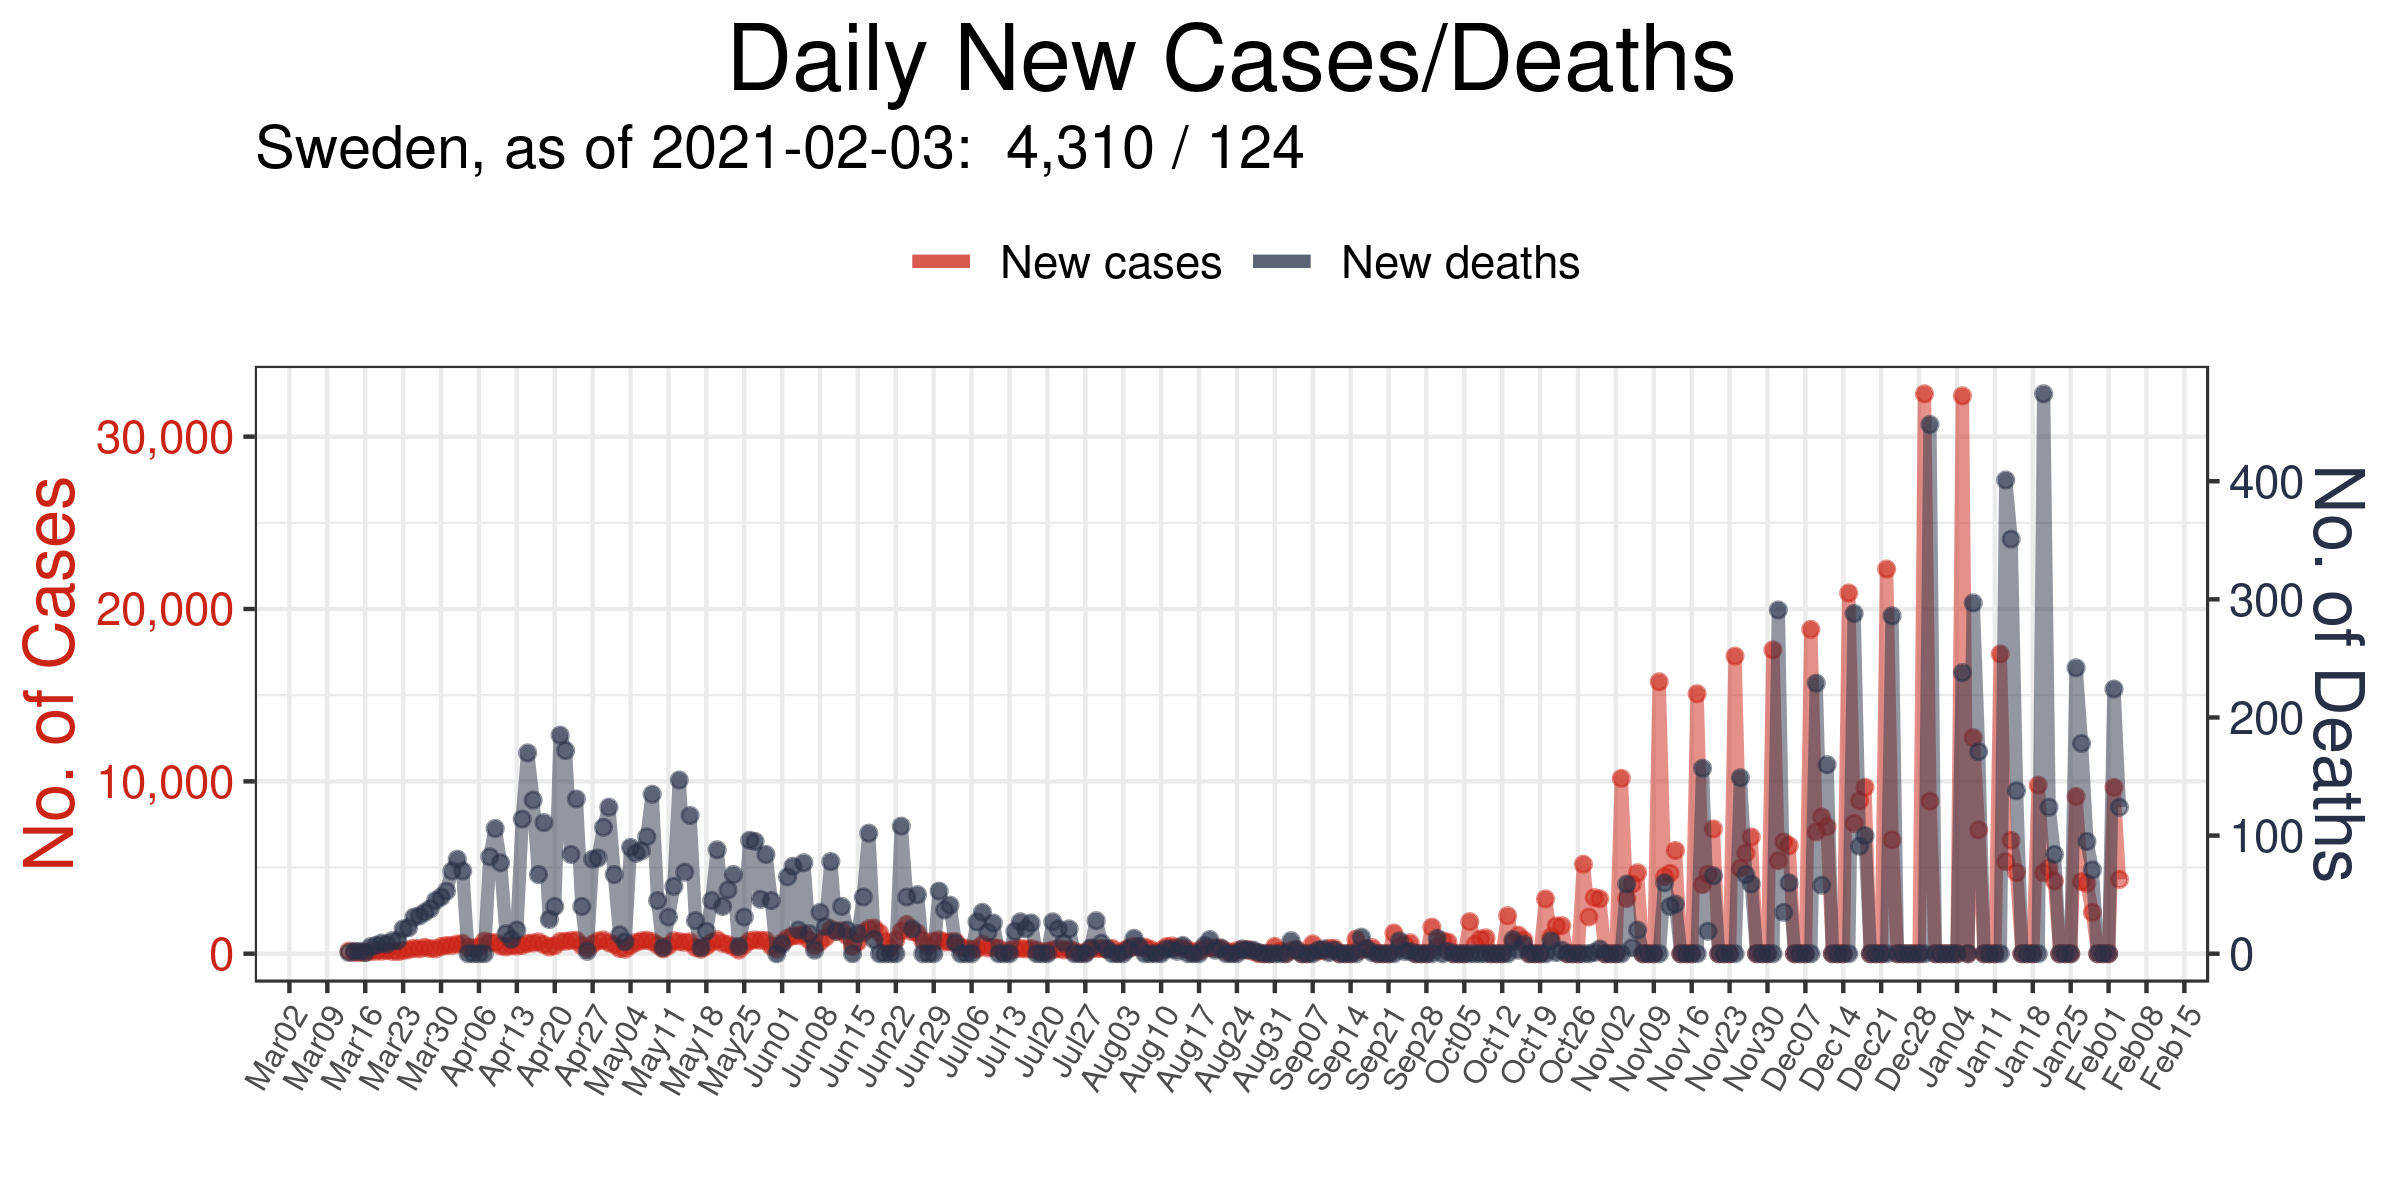 Daily New Cases/Deaths
Sweden, as of 2021-02-03: 4,310 / 124
New cases
New deaths
No. of Cases
30,000
20,000
10,000
0
No. of Deaths
400
300
200
100
0
Mar02
Mar09
Mar16
Mar23
Mar30
Apr06
Apr13
Apr20
Apr27
May04
May11
May18
May25
Jun01
Jun08
Jun15
Jun22
Jun29
Jul06
Jul13
Jul20
Jul27
Aug03
Aug10
Aug17
Aug24
Aug31
Sep07
Sep14
Sep21
Sep28
Oct05
Oct12
Oct19
Oct26
Nov02
Nov09
Nov16
Nov23
Nov30
Dec07
Dec14
Dec21
Dec28
Jan04
Jan11
Jan18
Jan25
Feb01
Feb08
Feb15